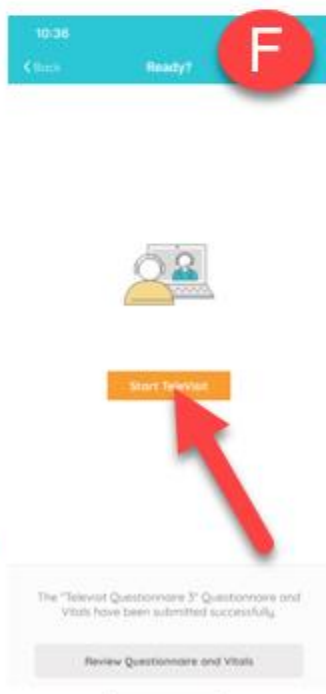 10:36
F
Back
Ready?
Start TeleVisit
The "Televisit Questionnaire 3" Questionnaire and
Vitals have been submitted successfully.
Review Questionnaire and Vitals